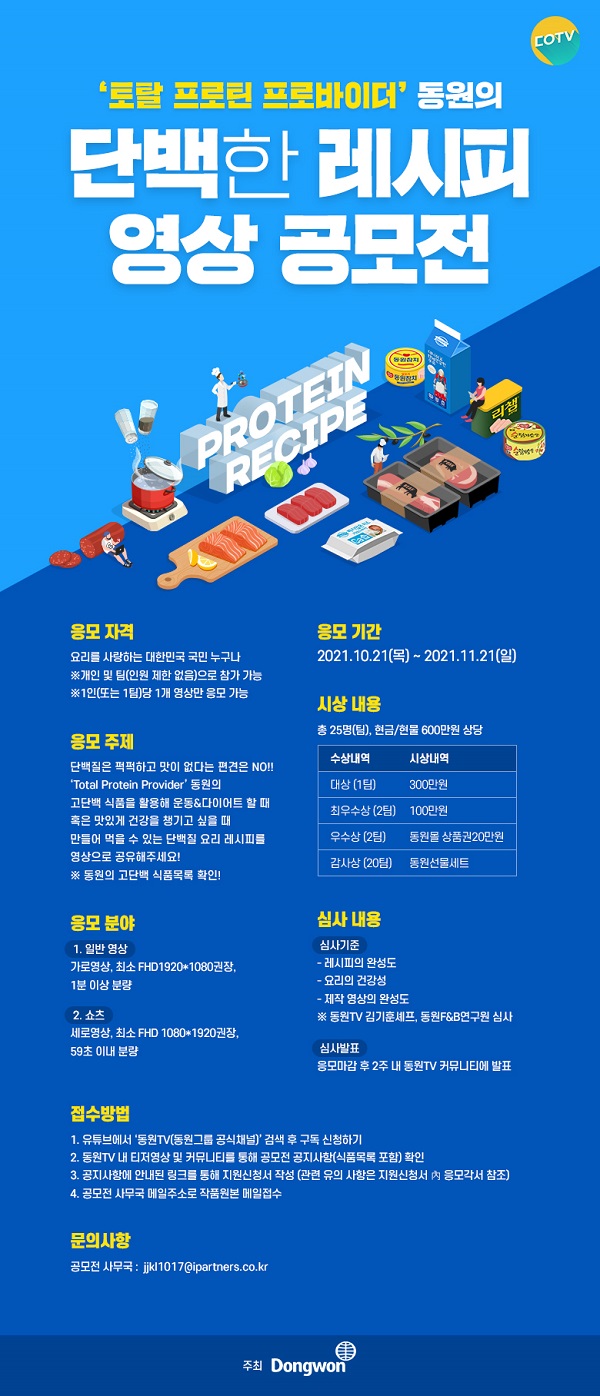 COTV
‘토탈 프로틴 프로바이더’ 동원의
단백한 레시피
영상 공모전
PROTEIN
RECIPE
동원참치
동원참치
리챔
응모 자격
요리를 사랑하는 대한민국 국민 누구나
※개인 및 팀(인원 제한 없음)으로 참가 가능
※1인(또는 1팀)당 1개 영상만 응모 가능
응모 주제
단백질은 퍽퍽하고 맛이 없다는 편견은 NO!!
‘Total Protein Provider’ 동원의
고단백 식품을 활용해 운동&다이어트 할 때
혹은 맛있게 건강을 챙기고 싶을 때
만들어 먹을 수 있는 단백질 요리 레시피를
영상으로 공유해주세요!
※ 동원의 고단백 식품목록 확인!
응모 분야
1. 일반 영상
가로영상, 최소 FHD1920*1080권장,
1분 이상 분량
2. 쇼츠
세로영상, 최소 FHD 1080*1920권장,
59초 이내 분량
응모 기간
2021.10.21(목) ~ 2021.11.21(일)
시상 내용
총 25명(팀), 현금/현물 600만원 상당
수상내역 시상내역
대상 (1팀) 300만원
최우수상 (2팀) 100만원
우수상 (2팀) 동원몰 상품권20만원
감사상 (20팀) 동원선물세트
심사 내용
심사기준
- 레시피의 완성도
- 요리의 건강성
- 제작 영상의 완성도
※ 동원TV 김기훈셰프, 동원F&B연구원 심사
심사발표
응모마감 후 2주 내 동원TV 커뮤니티에 발표
접수방법
1. 유튜브에서 ‘동원TV(동원그룹 공식채널)’ 검색 후 구독 신청하기
2. 동원TV 내 티저영상 및 커뮤니티를 통해 공모전 공지사항(식품목록 포함) 확인
3. 공지사항에 안내된 링크를 통해 지원신청서 작성 (관련 유의 사항은 지원신청서 內 응모각서 참조)
4. 공모전 사무국 메일주소로 작품원본 메일접수
문의사항
공모전 사무국 : jjkl1017@ipartners.co.kr
주최 Dongwon